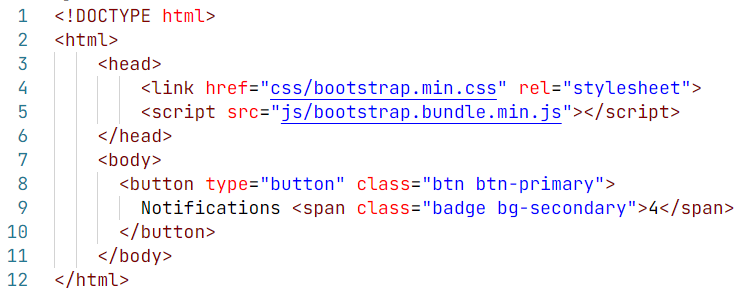 1 <!DOCTYPE html>
2 <html>
3     <head>
4         <link href="css/bootstrap.min.css" rel="stylesheet">
5         <script src="js/bootstrap.bundle.min.js"></script>
6     </head>
7     <body>
8       <button type="button" class="btn btn-primary">
9         Notifications <span class="badge bg-secondary">4</span>
10       </button>
11     </body>
12 </html>